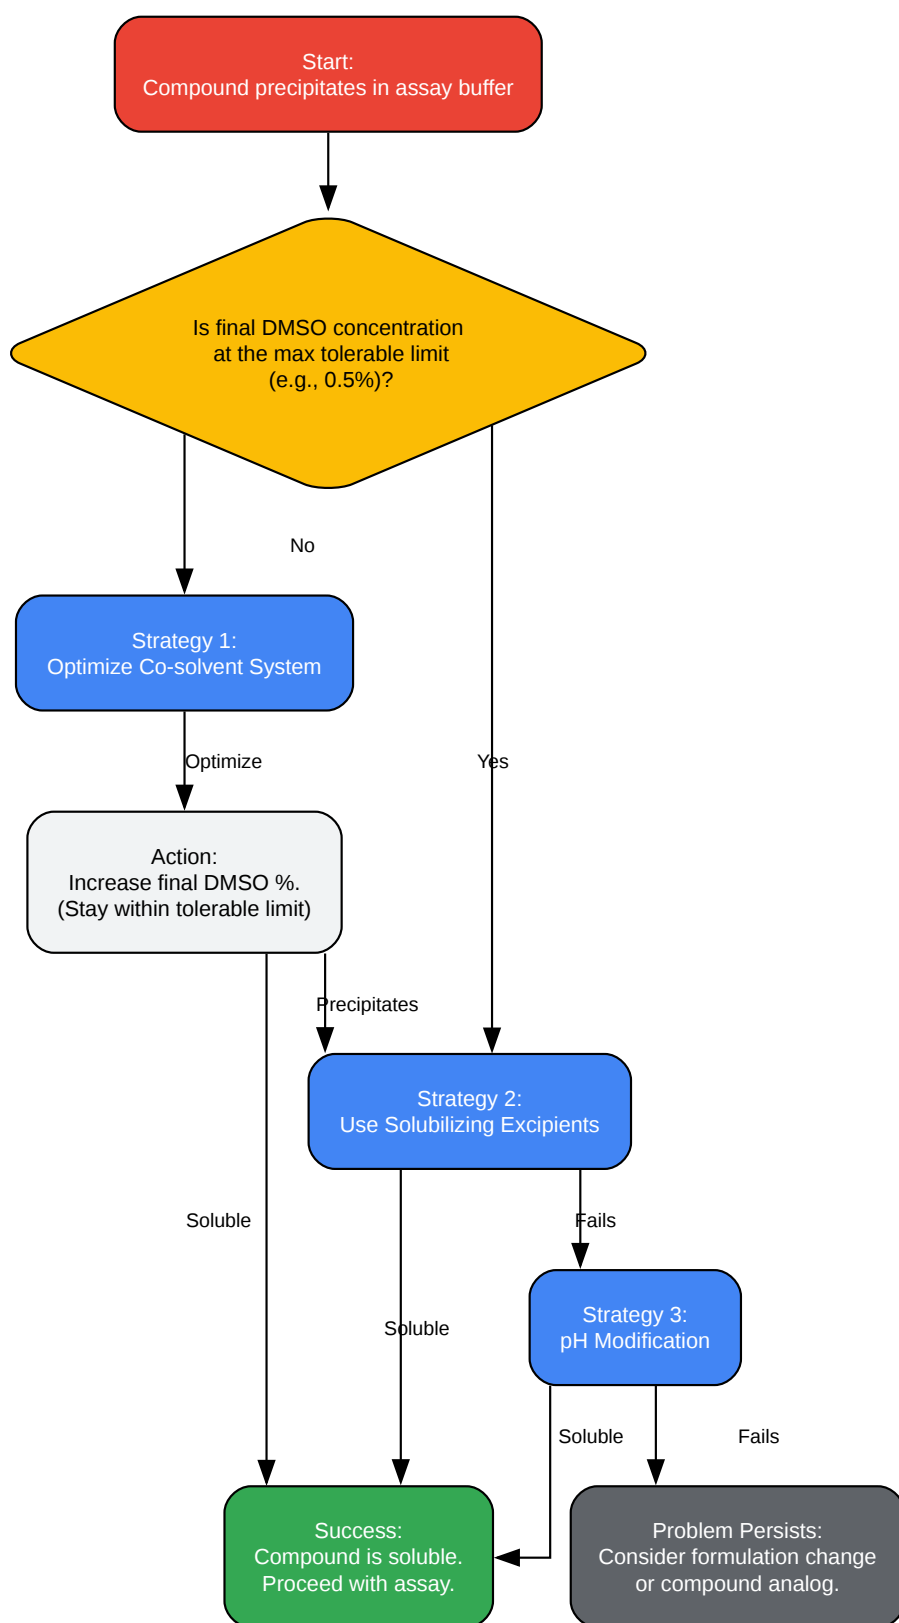 Start:
Compound precipitates in assay buffer
Is final DMSO concentration
at the max tolerable limit
(e.g., 0.5%)?
No
Strategy 1:
Optimize Co-solvent System
Optimize
Yes
Action:
Increase final DMSO %.
(Stay within tolerable limit)
Precipitates
Strategy 2:
Use Solubilizing Excipients
Soluble
Fails
Strategy 3:
pH Modification
Soluble
Soluble
Fails
Success:
Compound is soluble.
Proceed with assay.
Problem Persists:
Consider formulation change
or compound analog.